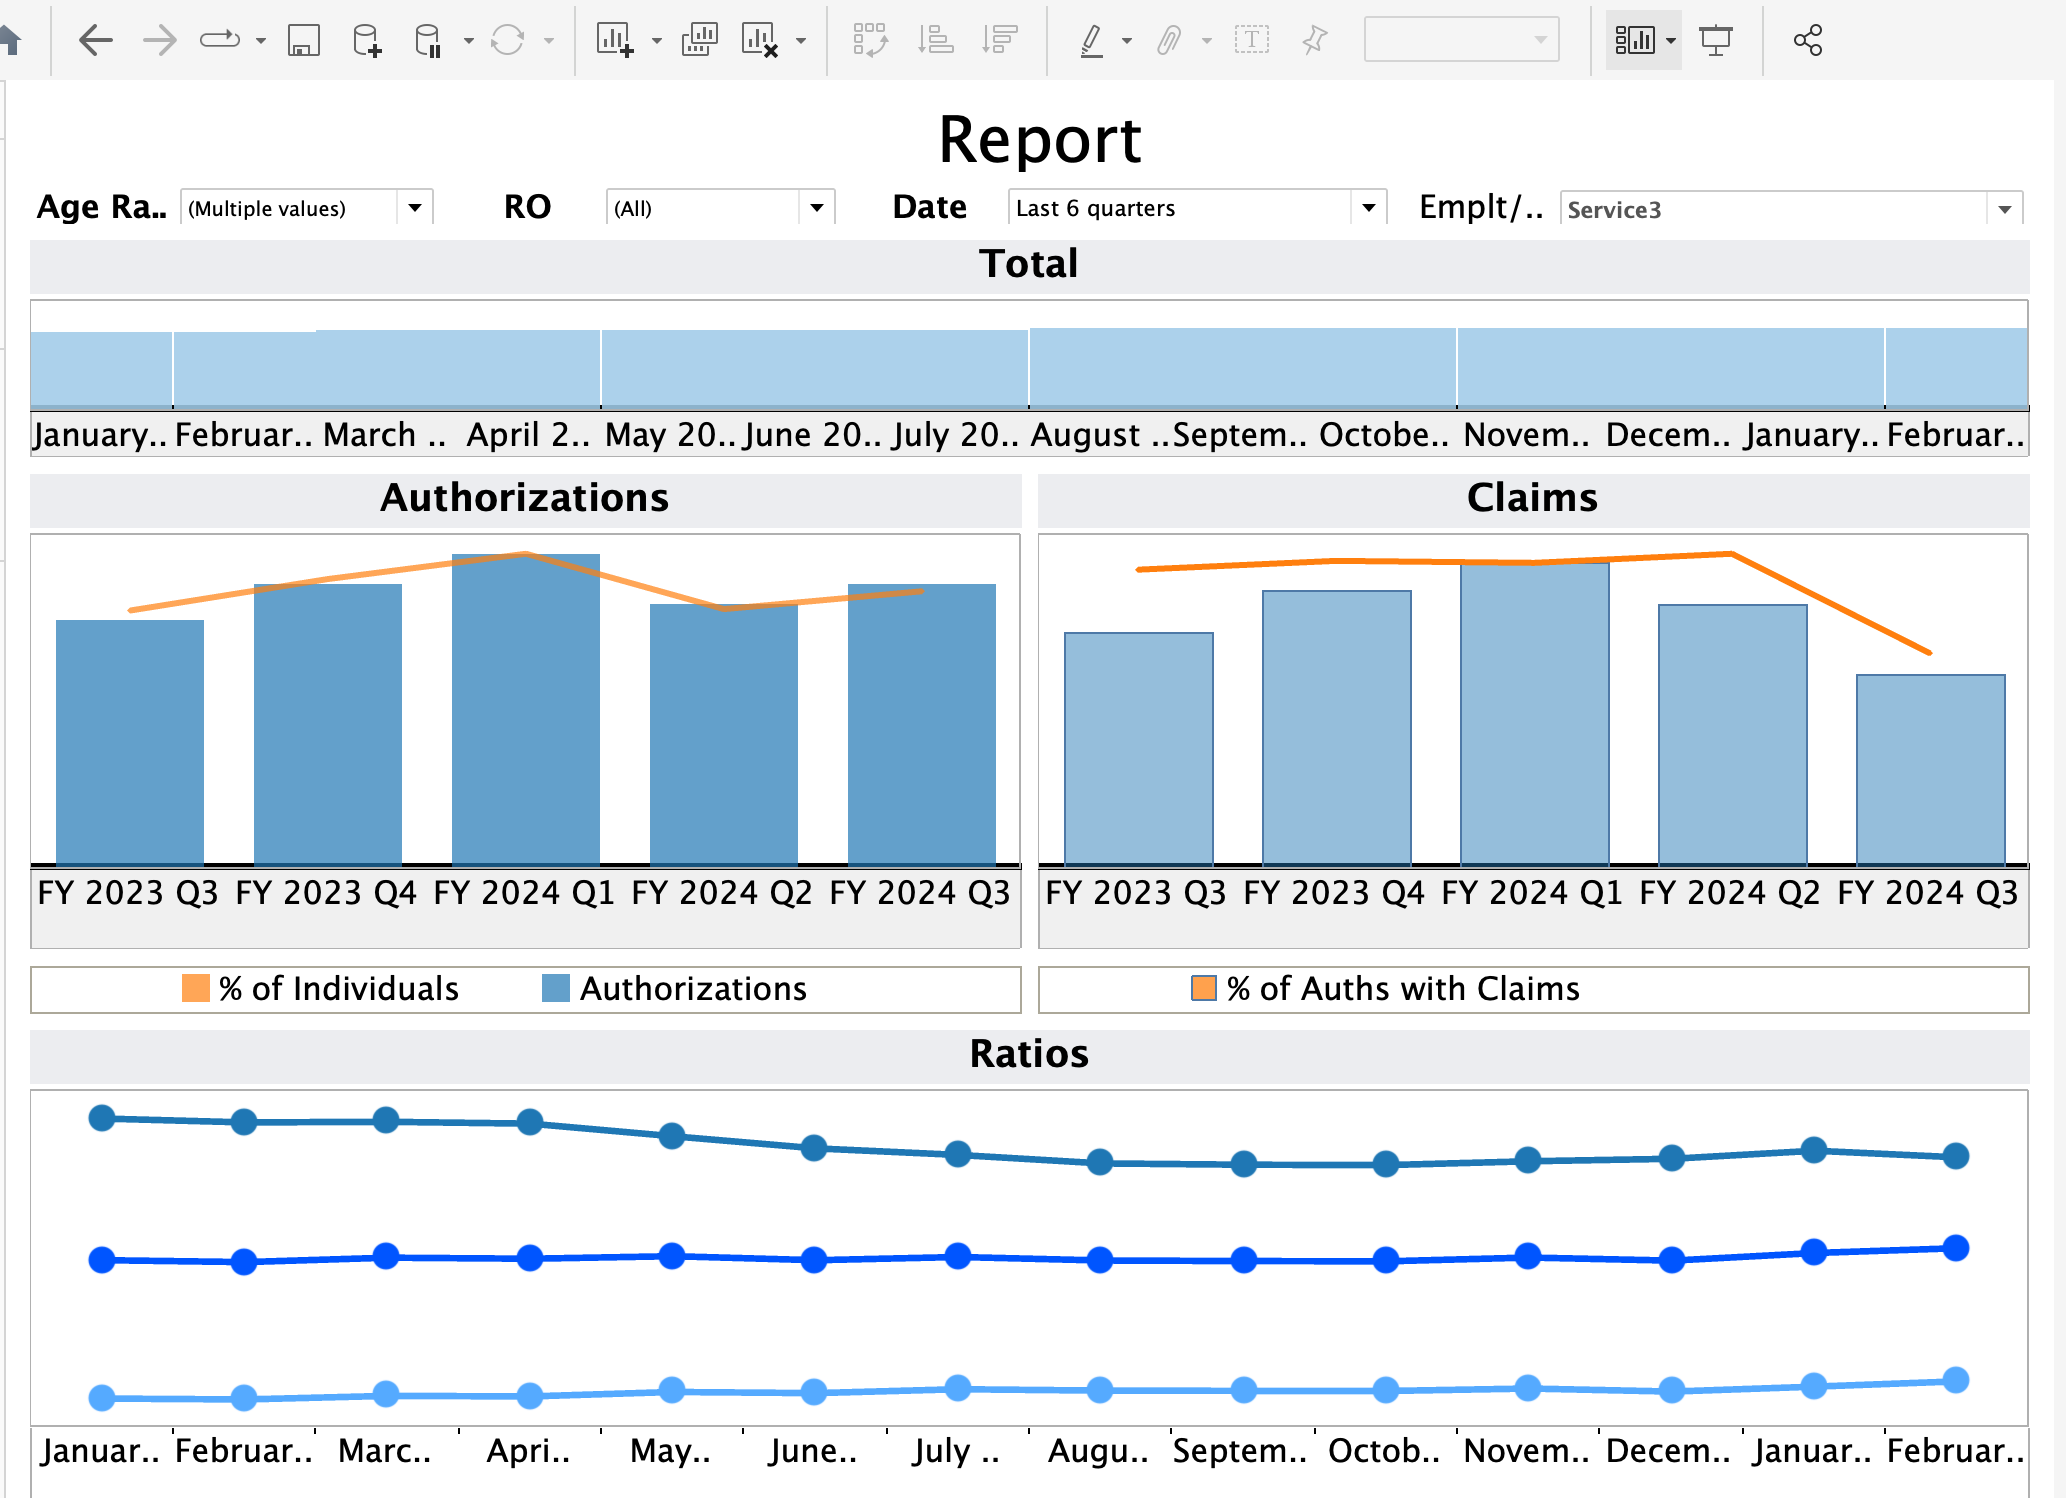 Report
Age Ra.. (Multiple values) RO (All) Date Last 6 quarters Emplt/.. Service3
Total
January.. Februar.. March .. April 2.. May 20.. June 20.. July 20.. August .. Septem.. Octobe.. Novem.. Decem.. January.. Februar..
Authorizations Claims
FY 2023 Q3 FY 2023 Q4 FY 2024 Q1 FY 2024 Q2 FY 2024 Q3 FY 2023 Q3 FY 2023 Q4 FY 2024 Q1 FY 2024 Q2 FY 2024 Q3
% of Individuals Authorizations % of Auths with Claims
Ratios
Januar.. Februar.. Marc.. Apri.. May.. June.. July .. Augu.. Septem.. Octob.. Novem.. Decem.. Januar.. Februar..